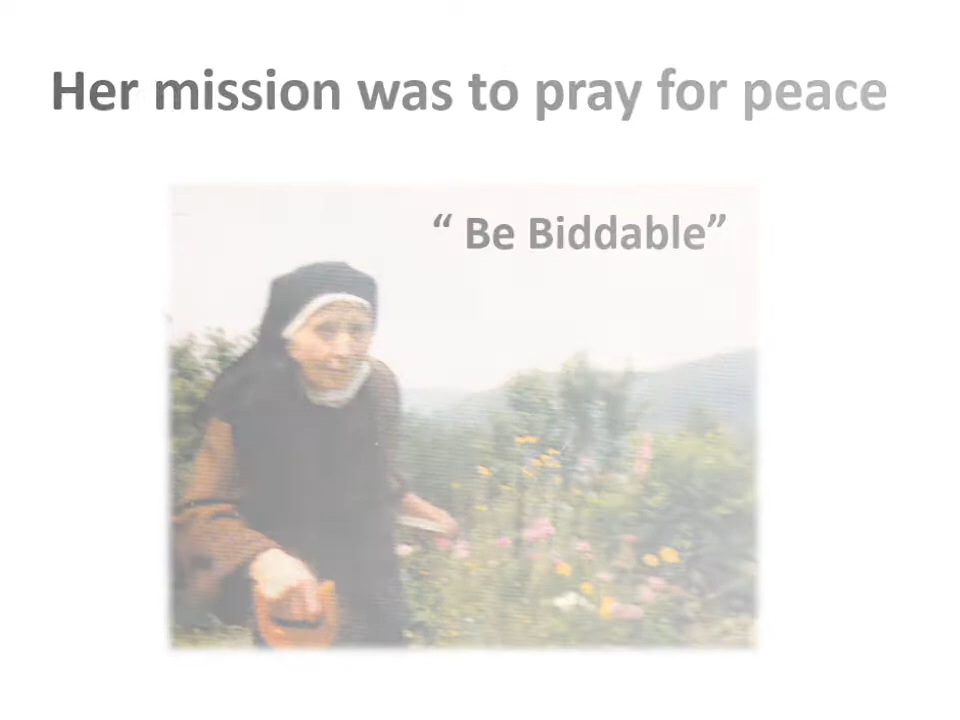 Her mission was to pray for peace
“ Be Biddable”